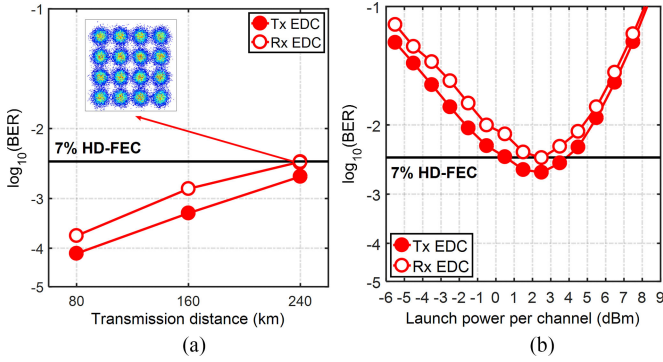 -1
-2
-3
-4
-5
log10(BER)
7% HD-FEC
Tx EDC
Rx EDC
80
160
240
Transmission distance (km)
(a)
-1
-2
-3
-4
-5
log10(BER)
7% HD-FEC
Tx EDC
Rx EDC
-6 -5 -4 -3 -2 -1 0 1 2 3 4 5 6 7 8 9
Launch power per channel (dBm)
(b)